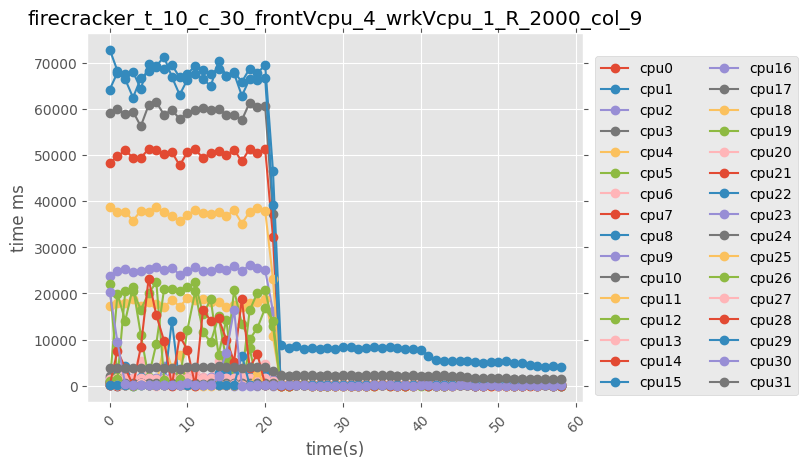 firecracker_t_10_c_30_frontVcpu_4_wrkVcpu_1_R_2000_col_9
70000
60000
50000
40000
30000
20000
10000
0
time ms
0
10
20
30
40
50
60
time(s)
cpu0
cpu1
cpu2
cpu3
cpu4
cpu5
cpu6
cpu7
cpu8
cpu9
cpu10
cpu11
cpu12
cpu13
cpu14
cpu15
cpu16
cpu17
cpu18
cpu19
cpu20
cpu21
cpu22
cpu23
cpu24
cpu25
cpu26
cpu27
cpu28
cpu29
cpu30
cpu31